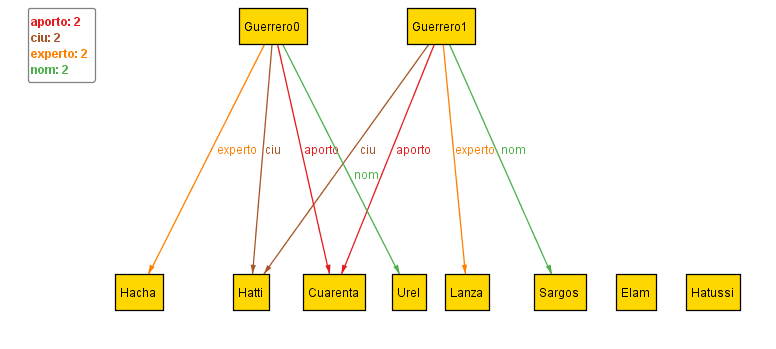 aporto: 2
ciu: 2
experto: 2
nom: 2
Guerrero0 Guerrero1
experto ciu aporto ciu aporto experto nom
nom
Hacha Hatti Cuarenta Urel Lanza Sargos Elam Hatussi